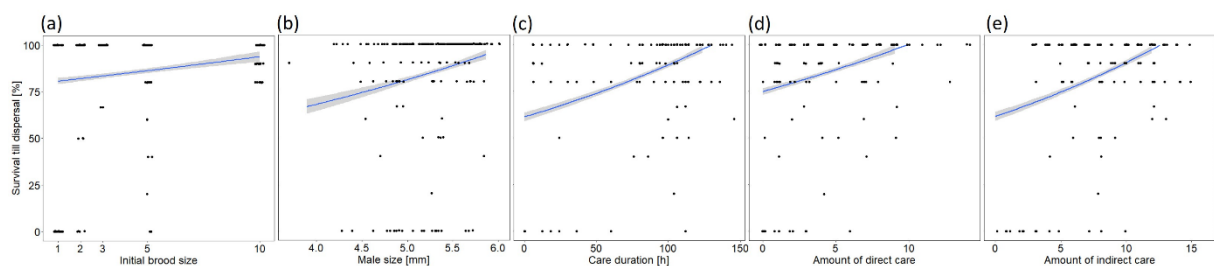 (a) (b) (c) (d) (e)
Survival till dispersal [%]
100
75
50
25
0
1 2 3 5 10
Initial brood size
4.0 4.5 5.0 5.5 6.0
Male size [mm]
0 50 100 150
Care duration [h]
0 5 10
Amount of direct care
0 5 10 15
Amount of indirect care